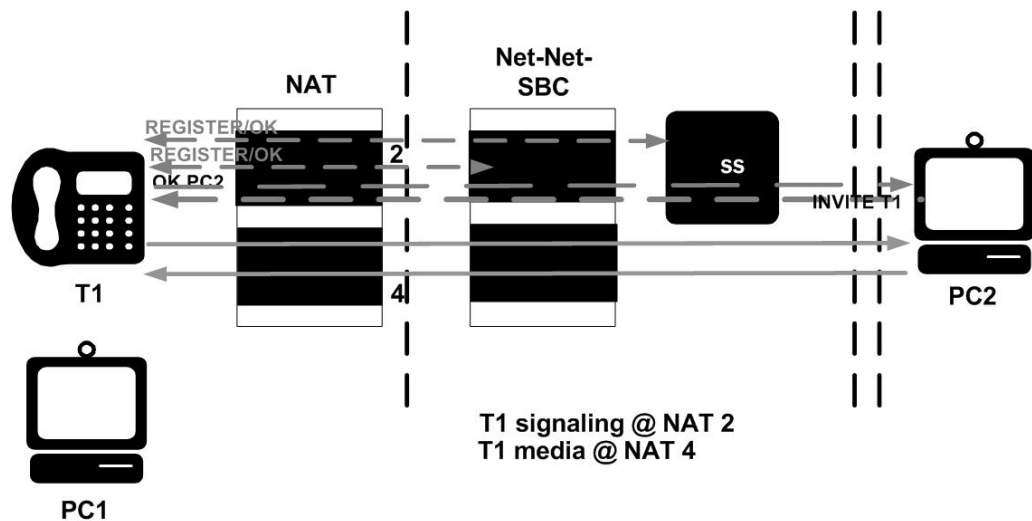 Net-Net-
SBC
NAT
REGISTER/OK
REGISTER/OK
2
OK PC2
SS
INVITE T1
4
T1
PC2
T1 signaling @ NAT 2
T1 media @ NAT 4
PC1